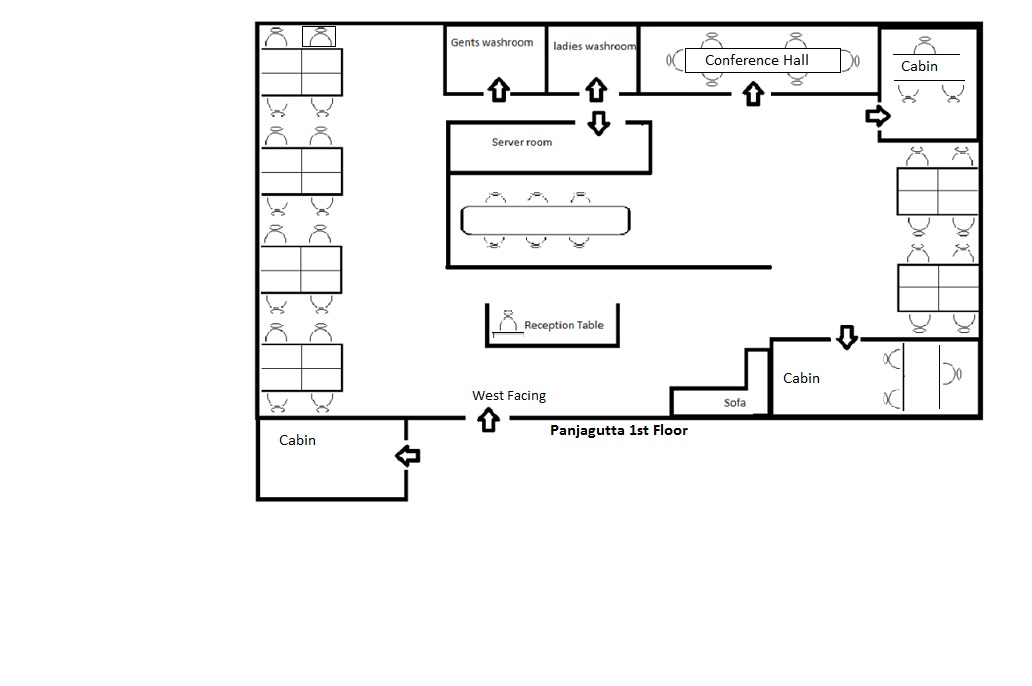 Gents washroom
ladies washroom
Conference Hall
Cabin
Server room
Reception Table
Cabin
West Facing
Sofa
Panjagutta 1st Floor
Cabin